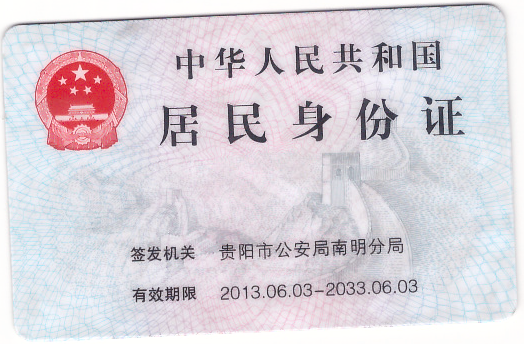 中华人民共和国
居民身份证
签发机关 贵阳市公安局南明分局
有效期限 2013.06.03-2033.06.03